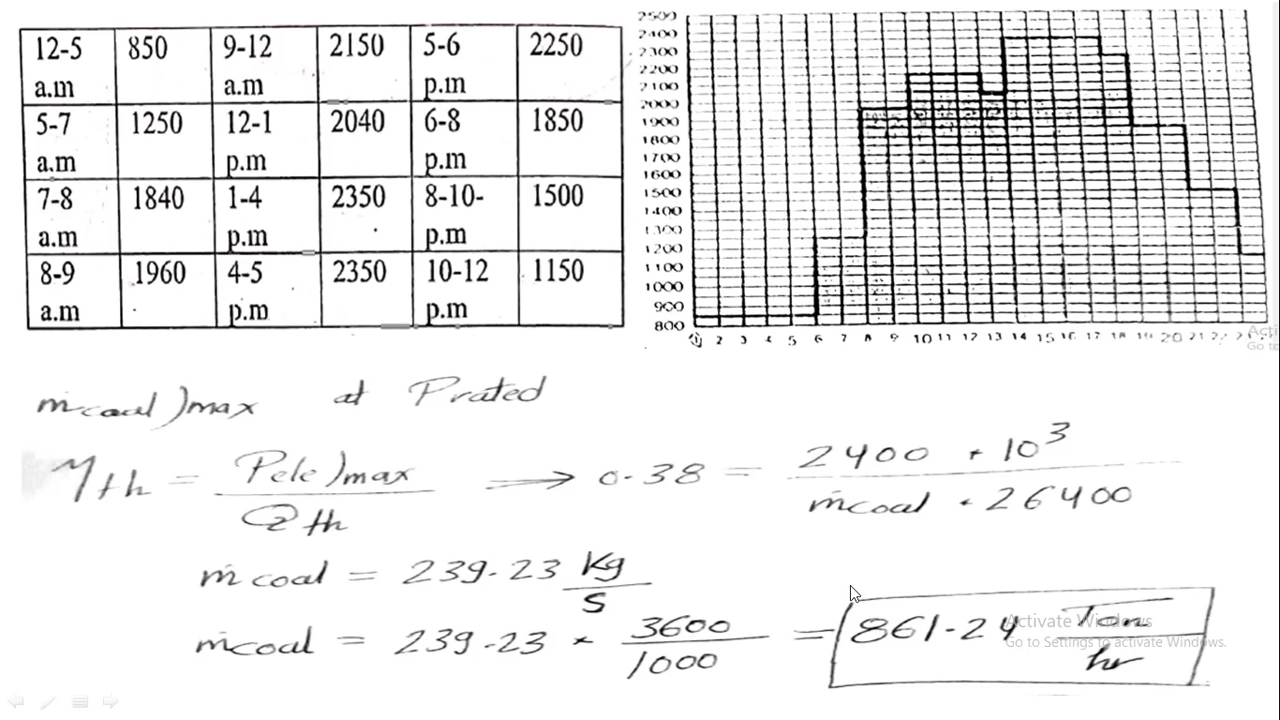 12-5 a.m 850 9-12 a.m 2150 5-6 p.m 2250
5-7 a.m 1250 12-1 p.m 2040 6-8 p.m 1850
7-8 a.m 1840 1-4 p.m 2350 8-10- p.m 1500
8-9 a.m 1960 4-5 p.m 2350 10-12 p.m 1150
2500
2400
2300
2200
2100
2000
1900
1800
1700
1600
1500
1400
1300
1200
1100
1000
900
800
2 3 4 5 6 7 8 9 10 11 12 13 14 15 16 17 18 19 20 21 22 23
ṁcoal)max at Prated
ηth = Pele)max / Qth ⟹ 0.38 = 2400 * 10³ / ṁcoal * 26400
ṁcoal = 239.23 Kg/S
ṁcoal = 239.23 * 3600/1000 = 861.24 Ton/hr
Activate Windows
Go to Settings to activate Windows.